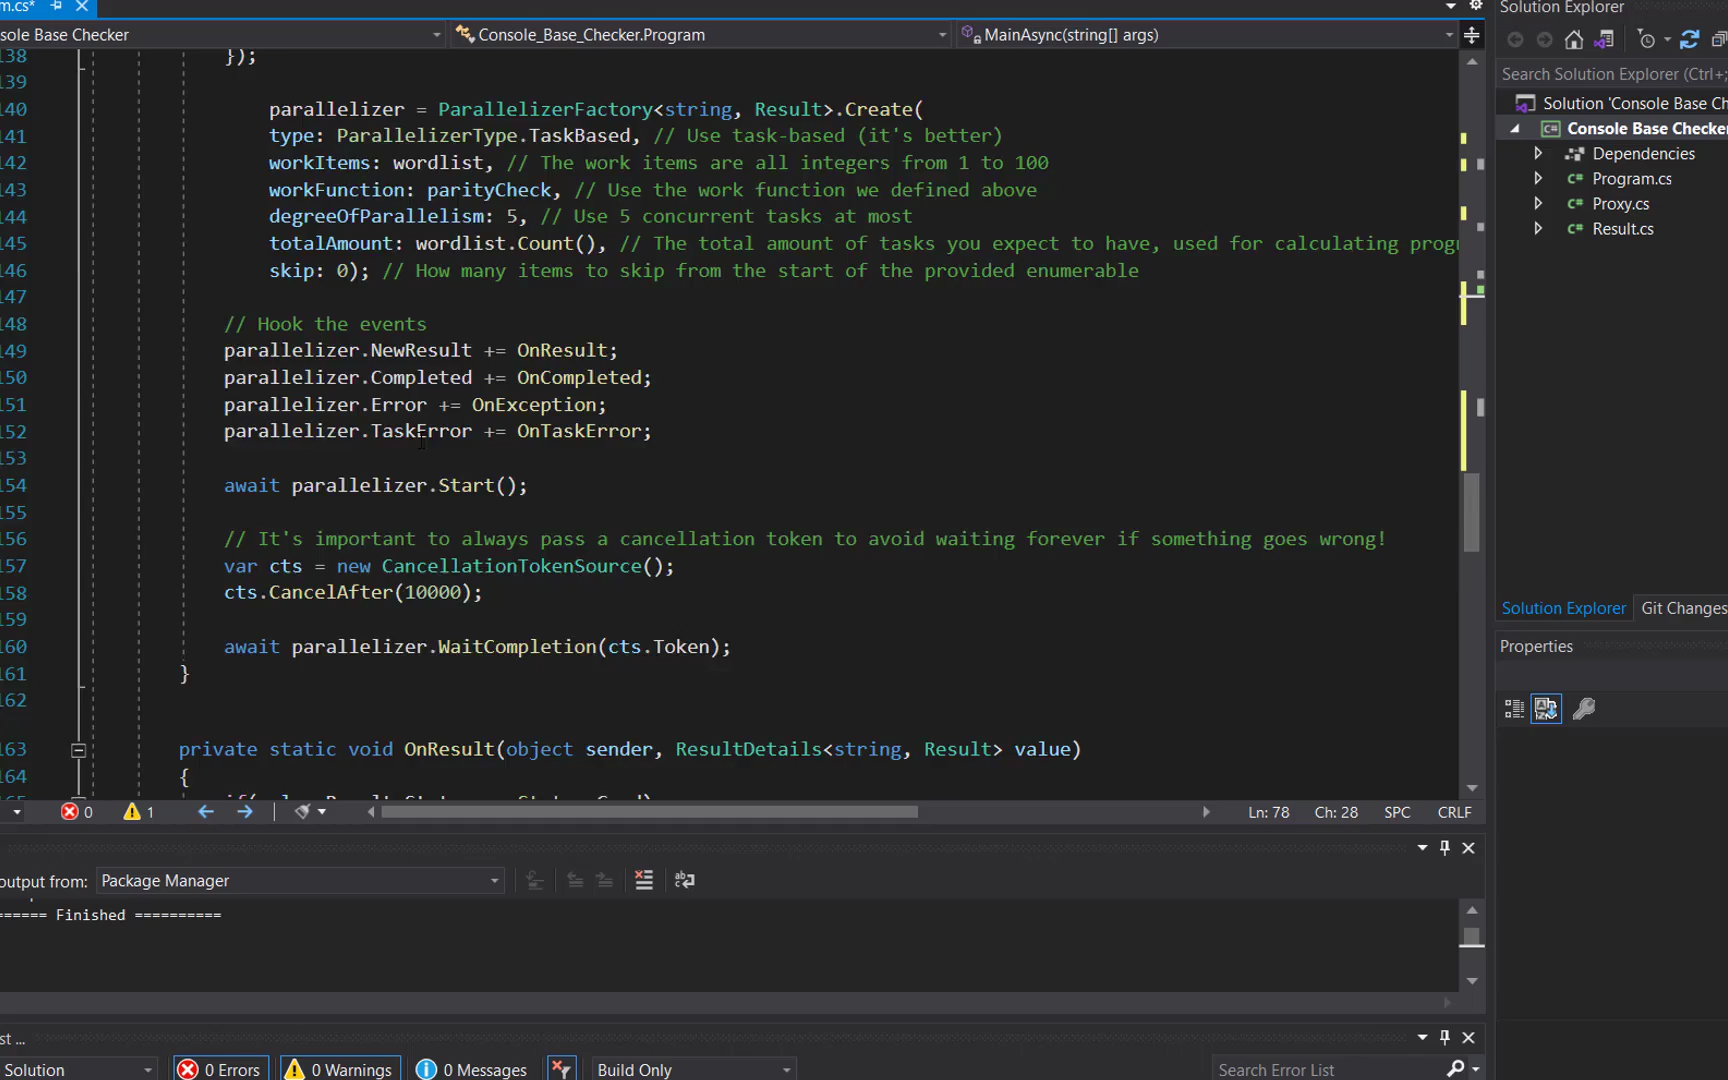 m.cs*
sole Base Checker
Console_Base_Checker.Program
MainAsync(string[] args)
138 });
139
140 parallelizer = ParallelizerFactory<string, Result>.Create(
141 type: ParallelizerType.TaskBased, // Use task-based (it's better)
142 workItems: wordlist, // The work items are all integers from 1 to 100
143 workFunction: parityCheck, // Use the work function we defined above
144 degreeOfParallelism: 5, // Use 5 concurrent tasks at most
145 totalAmount: wordlist.Count(), // The total amount of tasks you expect to have, used for calculating progr
146 skip: 0); // How many items to skip from the start of the provided enumerable
147
148 // Hook the events
149 parallelizer.NewResult += OnResult;
150 parallelizer.Completed += OnCompleted;
151 parallelizer.Error += OnException;
152 parallelizer.TaskError += OnTaskError;
153
154 await parallelizer.Start();
155
156 // It's important to always pass a cancellation token to avoid waiting forever if something goes wrong!
157 var cts = new CancellationTokenSource();
158 cts.CancelAfter(10000);
159
160 await parallelizer.WaitCompletion(cts.Token);
161 }
162
163 private static void OnResult(object sender, ResultDetails<string, Result> value)
164 {
0
1
Ln: 78
Ch: 28
SPC
CRLF
output from: Package Manager
====== Finished ==========
st ...
Solution
0 Errors
0 Warnings
0 Messages
Build Only
Search Error List
Solution Explorer
Search Solution Explorer (Ctrl+;
Solution 'Console Base Ch
Console Base Checker
Dependencies
C# Program.cs
C# Proxy.cs
C# Result.cs
Solution Explorer
Git Changes
Properties